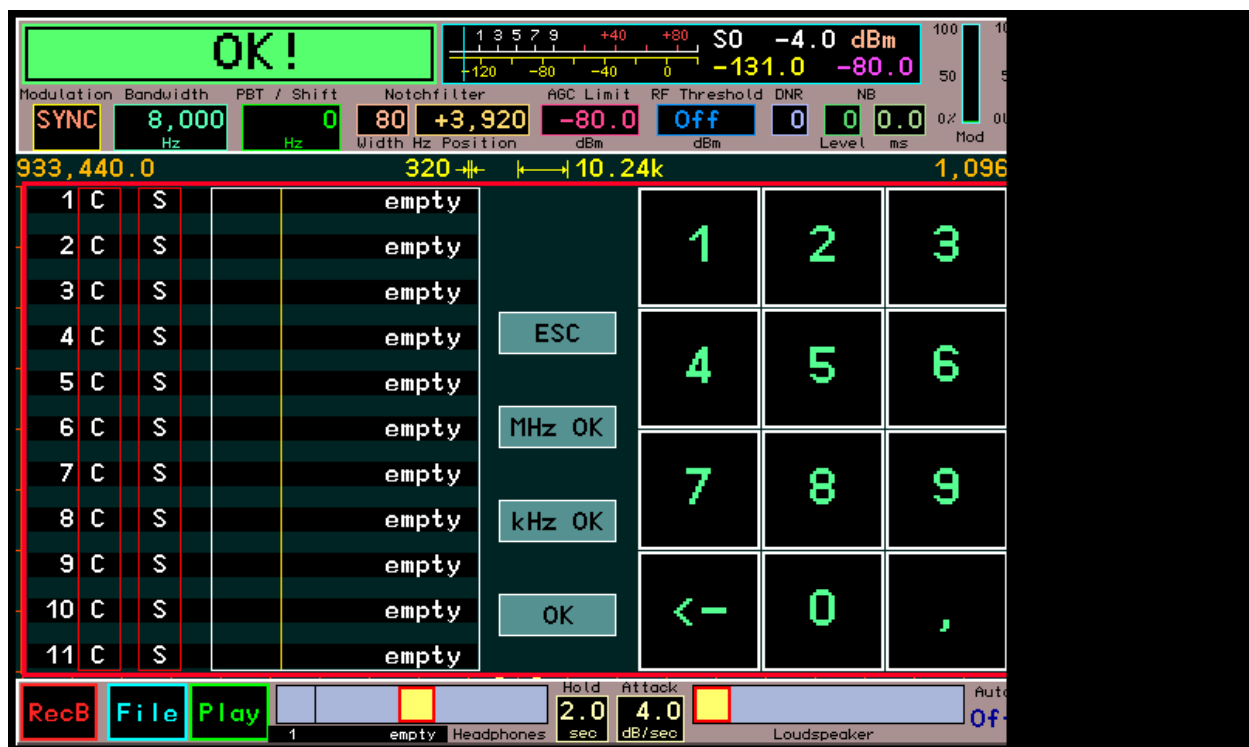 OK!
1 3 5 7 9 +40 +80 S0 -4.0 dBm
-120 -80 -40 0 -131.0 -80.0
100
50
0%
Mod
Modulation Bandwidth PBT / Shift Notchfilter AGC Limit RF Threshold DNR NB
SYNC 8,000 0 80 +3,920 -80.0 Off 0 0 0.0
Hz Hz Width Hz Position dBm dBm Level ms
933,440.0 320 10.24k 1,096
1 C S empty
2 C S empty
3 C S empty
4 C S empty
5 C S empty
6 C S empty
7 C S empty
8 C S empty
9 C S empty
10 C S empty
11 C S empty
ESC
MHz OK
kHz OK
OK
1 2 3
4 5 6
7 8 9
<- 0 ,
RecB File Play
1 empty Headphones
Hold Attack
2.0 4.0
sec dB/sec
Loudspeaker